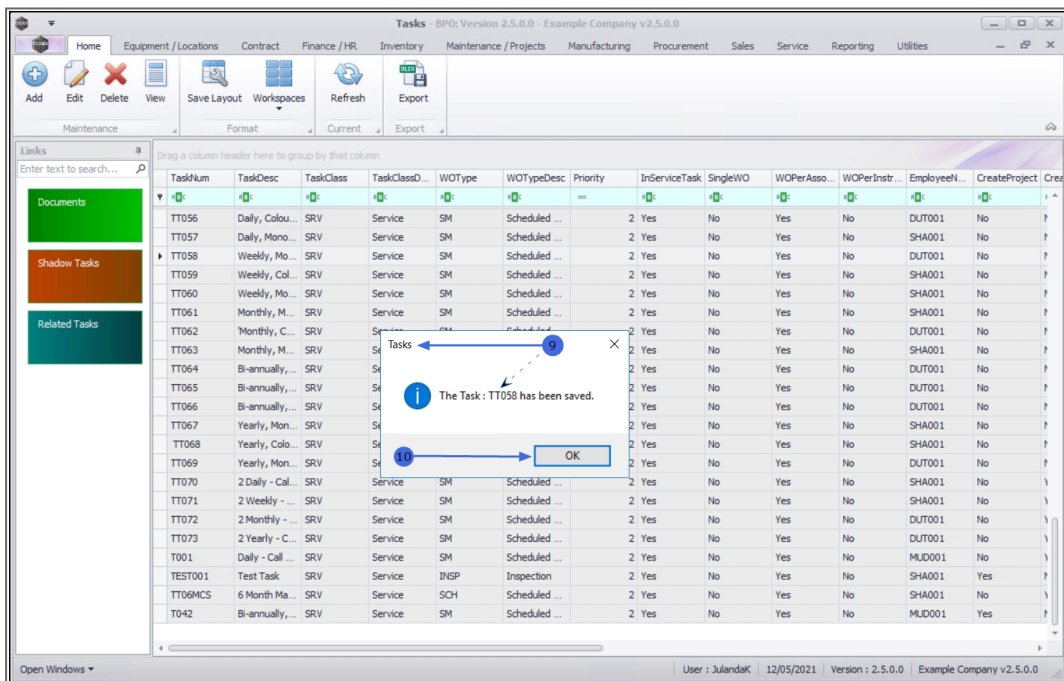 Tasks - BPO: Version 2.5.0.0 - Example Company v2.5.0.0
Home Equipment / Locations Contract Finance / HR Inventory Maintenance / Projects Manufacturing Procurement Sales Service Reporting Utilities
Add Edit Delete View Save Layout Workspaces Refresh Export
Maintenance Format Current Export
Links
Enter text to search...
Documents
Shadow Tasks
Related Tasks
Drag a column header here to group by that column
TaskNum TaskDesc TaskClass TaskClassD... WOType WOTypeDesc Priority InServiceTask SingleWO WOPerAsso... WOPerInstr... EmployeeN... CreateProject Crea
TT056 Daily, Colou... SRV Service SM Scheduled ... 2 Yes No Yes No DUT001 No
TT057 Daily, Mono... SRV Service SM Scheduled ... 2 Yes No Yes No SHA001 No
TT058 Weekly, Mo... SRV Service SM Scheduled ... 2 Yes No Yes No DUT001 No
TT059 Weekly, Col... SRV Service SM Scheduled ... 2 Yes No Yes No SHA001 No
TT060 Weekly, Mo... SRV Service SM Scheduled ... 2 Yes No Yes No SHA001 No
TT061 Monthly, M... SRV Service SM Scheduled ... 2 Yes No Yes No SHA001 No
TT062 'Monthly, C... SRV 2 Yes No Yes No DUT001 No
TT063 Monthly, M... SRV Se 2 Yes No Yes No SHA001 No
TT064 Bi-annually,... SRV Se 2 Yes No Yes No DUT001 No
TT065 Bi-annually,... SRV Se 2 Yes No Yes No DUT001 No
TT066 Bi-annually,... SRV Se 2 Yes No Yes No DUT001 No
TT067 Yearly, Mon... SRV Se 2 Yes No Yes No SHA001 No
TT068 Yearly, Colo... SRV Se 2 Yes No Yes No SHA001 No
TT069 Yearly, Mon... SRV Se 2 Yes No Yes No DUT001 No
TT070 2 Daily - Cal... SRV Service SM Scheduled ... 2 Yes No Yes No SHA001 No Y
TT071 2 Weekly - ... SRV Service SM Scheduled ... 2 Yes No Yes No SHA001 No
TT072 2 Monthly - ... SRV Service SM Scheduled ... 2 Yes No Yes No DUT001 No
TT073 2 Yearly - C... SRV Service SM Scheduled ... 2 Yes No Yes No DUT001 No
T001 Daily - Call ... SRV Service SM Scheduled ... 2 Yes No Yes No MUD001 No
TEST001 Test Task SRV Service INSP Inspection 2 Yes No Yes No SHA001 Yes
TT06MCS 6 Month Ma... SRV Service SCH Scheduled ... 2 Yes No Yes No SHA001 No
T042 Bi-annually,... SRV Service SM Scheduled ... 2 Yes No Yes No MUD001 Yes
Tasks 9
The Task : TT058 has been saved.
10 OK
Open Windows User : JulandaK 12/05/2021 Version : 2.5.0.0 Example Company v2.5.0.0